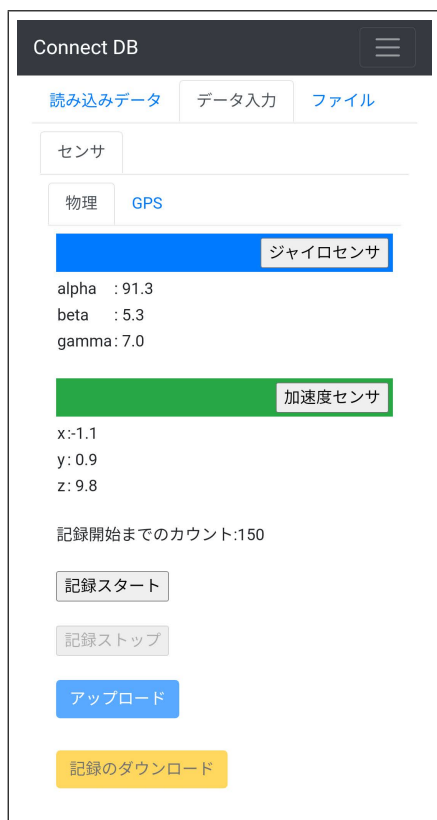 Connect DB
読み込みデータ データ入力 ファイル
センサ
物理 GPS
ジャイロセンサ
alpha : 91.3
beta : 5.3
gamma: 7.0
加速度センサ
x:-1.1
y: 0.9
z: 9.8
記録開始までのカウント:150
記録スタート
記録ストップ
アップロード
記録のダウンロード